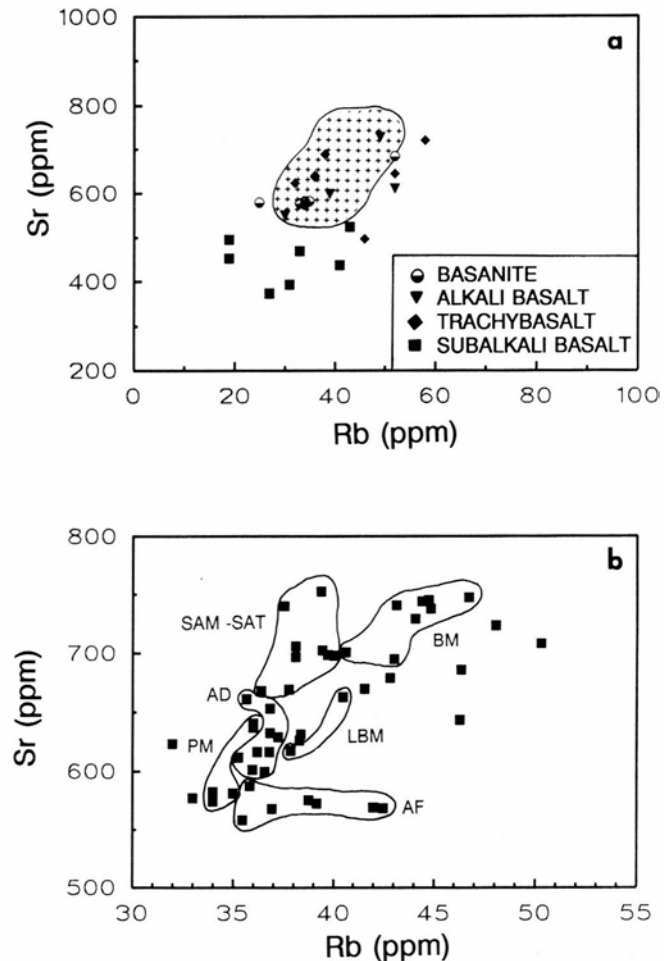 1000
a
800
Sr (ppm)
600
400
200
BASANITE
ALKALI BASALT
TRACHYBASALT
SUBALKALI BASALT
0 20 40 60 80 100
Rb (ppm)
800
b
SAM -SAT
BM
700
Sr (ppm)
AD
PM
LBM
600
AF
500
30 35 40 45 50 55
Rb (ppm)